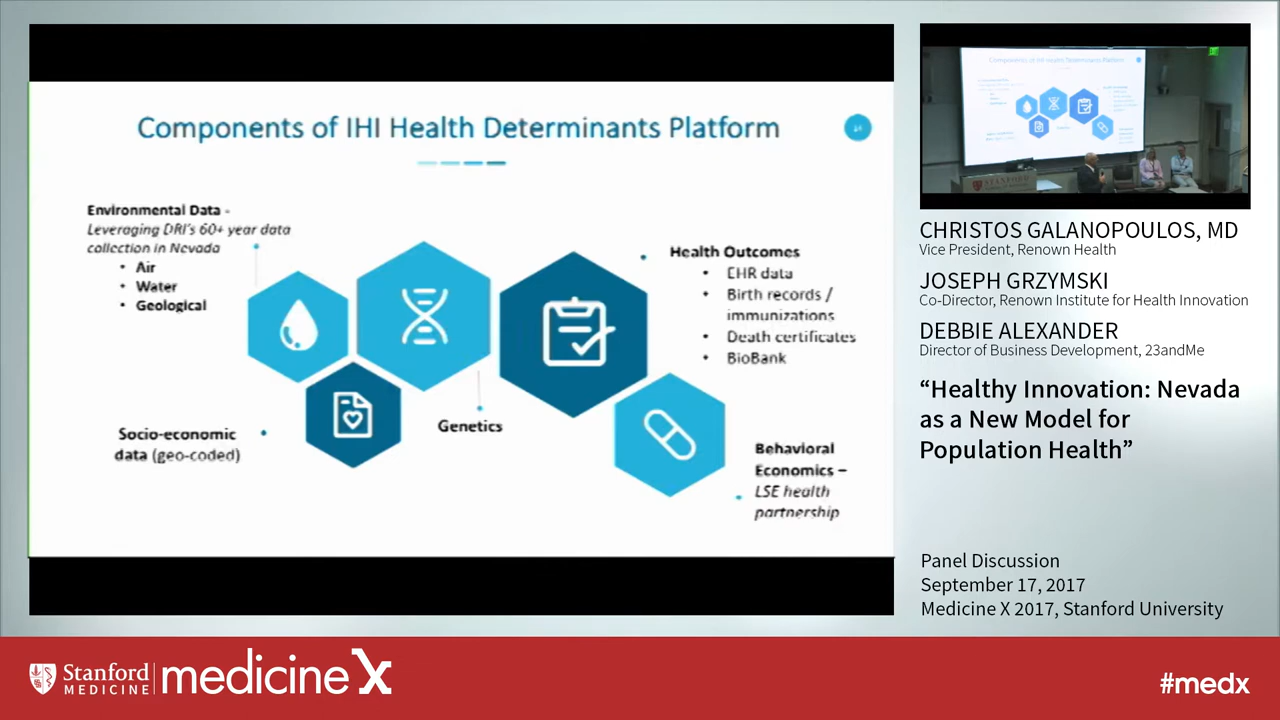 Components of IHI Health Determinants Platform
Environmental Data -
Leveraging DRI's 60+ year data
collection in Nevada
• Air
• Water
• Geological
Socio-economic
data (geo-coded)
Genetics
Health Outcomes
• EHR data
• Birth records /
immunizations
• Death certificates
• BioBank
Behavioral
Economics –
LSE health
partnership
STANFORD
CHRISTOS GALANOPOULOS, MD
Vice President, Renown Health
JOSEPH GRZYMSKI
Co-Director, Renown Institute for Health Innovation
DEBBIE ALEXANDER
Director of Business Development, 23andMe
“Healthy Innovation: Nevada
as a New Model for
Population Health”
Panel Discussion
September 17, 2017
Medicine X 2017, Stanford University
Stanford
MEDICINE
medicine X
#medx